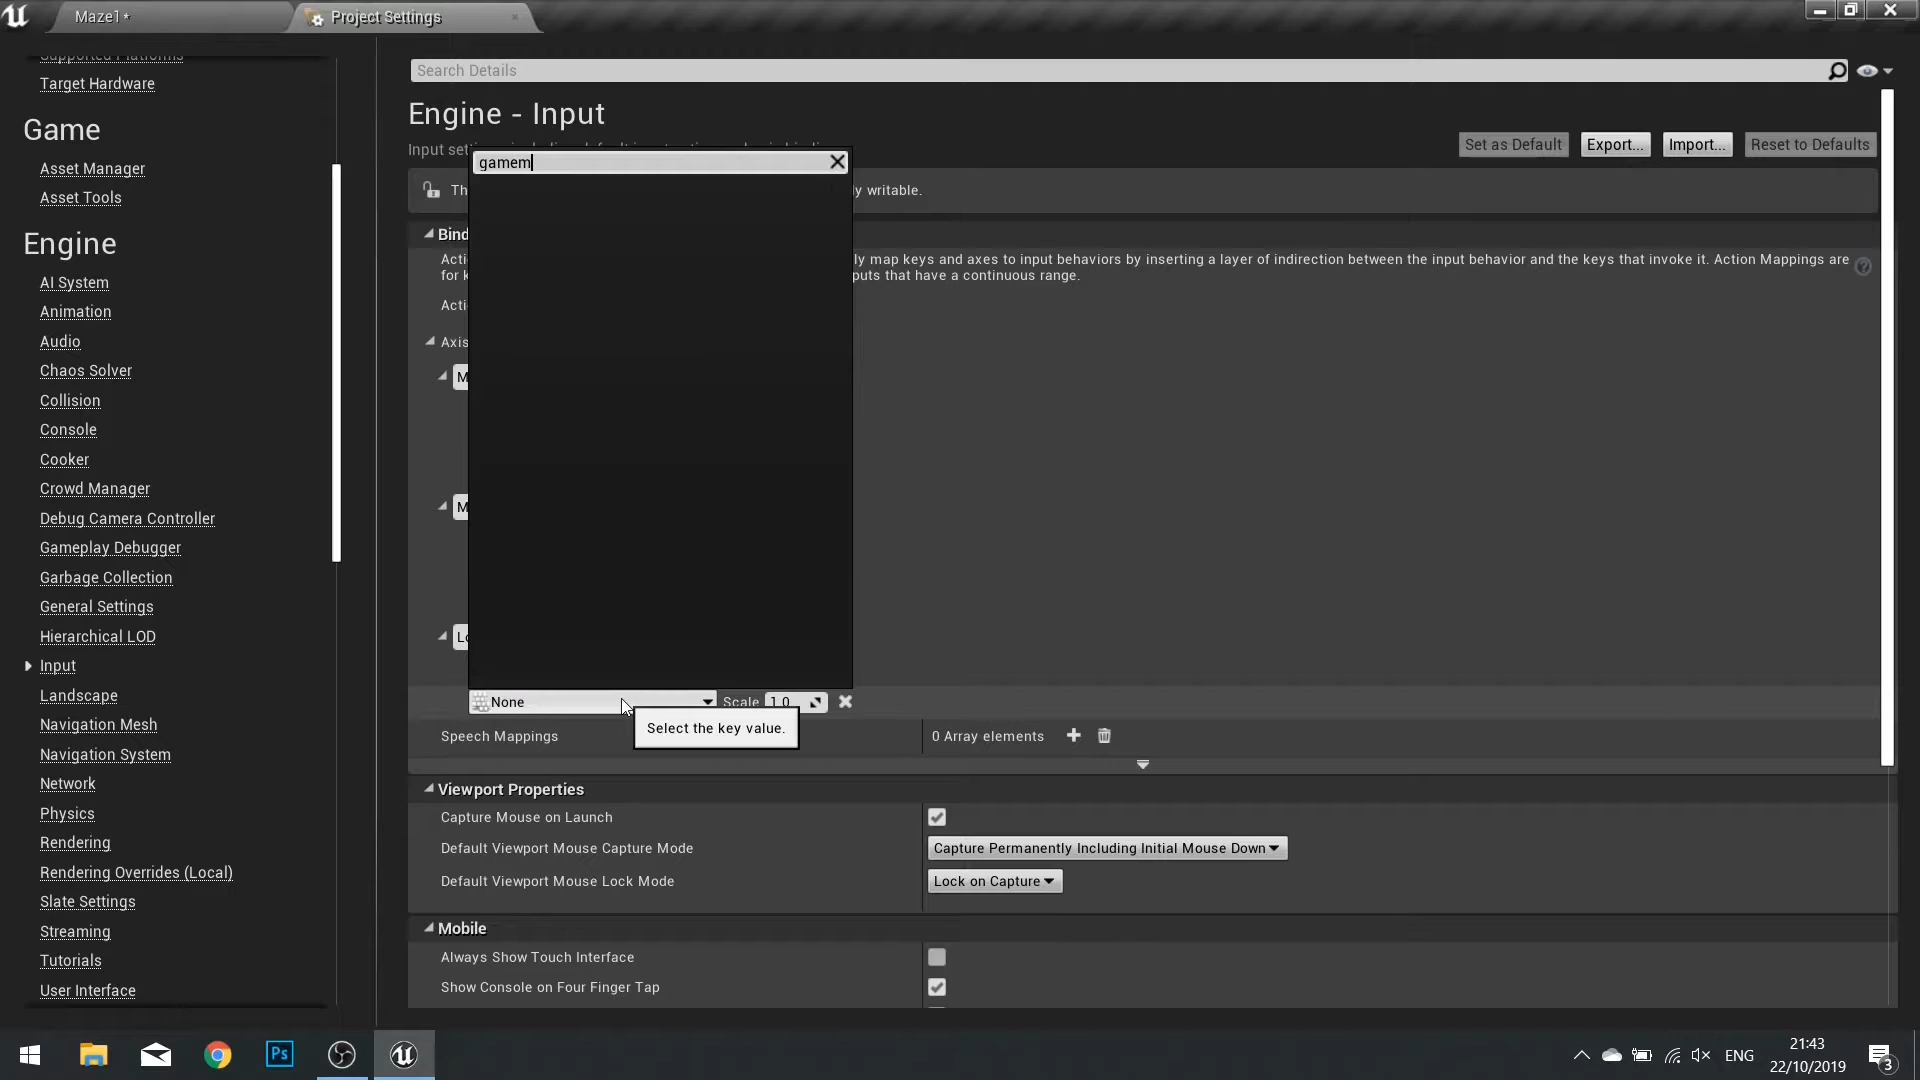 Maze1*
Project Settings
Supported Platforms
Target Hardware
Game
Asset Manager
Asset Tools
Engine
AI System
Animation
Audio
Chaos Solver
Collision
Console
Cooker
Crowd Manager
Debug Camera Controller
Gameplay Debugger
Garbage Collection
General Settings
Hierarchical LOD
Input
Landscape
Navigation Mesh
Navigation System
Network
Physics
Rendering
Rendering Overrides (Local)
Slate Settings
Streaming
Tutorials
User Interface
Search Details
Engine - Input
Set as Default
Export...
Import...
Reset to Defaults
Input set
gamem
Th
ly writable.
Bind
Acti
ly map keys and axes to input behaviors by inserting a layer of indirection between the input behavior and the keys that invoke it. Action Mappings are
for k
puts that have a continuous range.
Acti
Axis
M
M
Lo
None
Scale 1.0
Select the key value.
Speech Mappings
0 Array elements
Viewport Properties
Capture Mouse on Launch
Default Viewport Mouse Capture Mode
Capture Permanently Including Initial Mouse Down
Default Viewport Mouse Lock Mode
Lock on Capture
Mobile
Always Show Touch Interface
Show Console on Four Finger Tap
Ps
ENG
21:43
22/10/2019
3